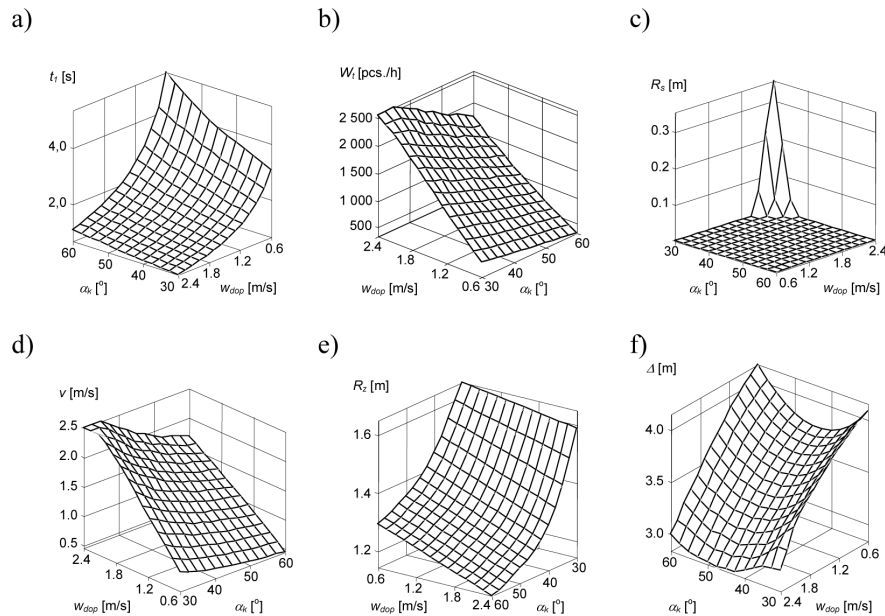 a)
t₁ [s]
4,0
2,0
60
50
40
30
αk [°]
2.4
1.8
1.2
0.6
wdop [m/s]
b)
Wt [pcs./h]
2 500
2 000
1 500
1 000
500
2.4
1.8
1.2
0.6
wdop [m/s]
30
40
50
60
αk [°]
c)
Rs [m]
0.3
0.2
0.1
30
40
50
60
αk [°]
0.6
1.2
1.8
2.4
wdop [m/s]
d)
v [m/s]
2.5
2.0
1.5
1.0
0.5
2.4
1.8
1.2
0.6
wdop [m/s]
30
40
50
60
αk [°]
e)
Rz [m]
1.6
1.4
1.2
0.6
1.2
1.8
2.4
wdop [m/s]
60
50
40
30
αk [°]
f)
Δ [m]
4.0
3.5
3.0
60
50
40
30
αk [°]
2.4
1.8
1.2
0.6
wdop [m/s]